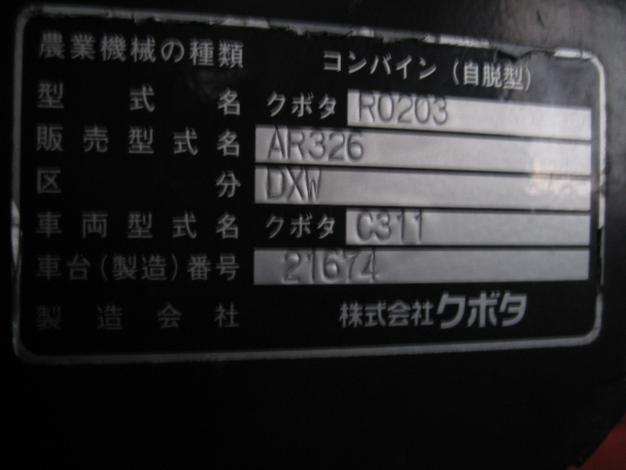 農業機械の種類 コンバイン(自脱型)
型式名 クボタ RO203
販売型式名 AR326
区分 DXW
車両型式名 クボタ C311
車台(製造)番号 21674
製造会社 株式会社クボタ